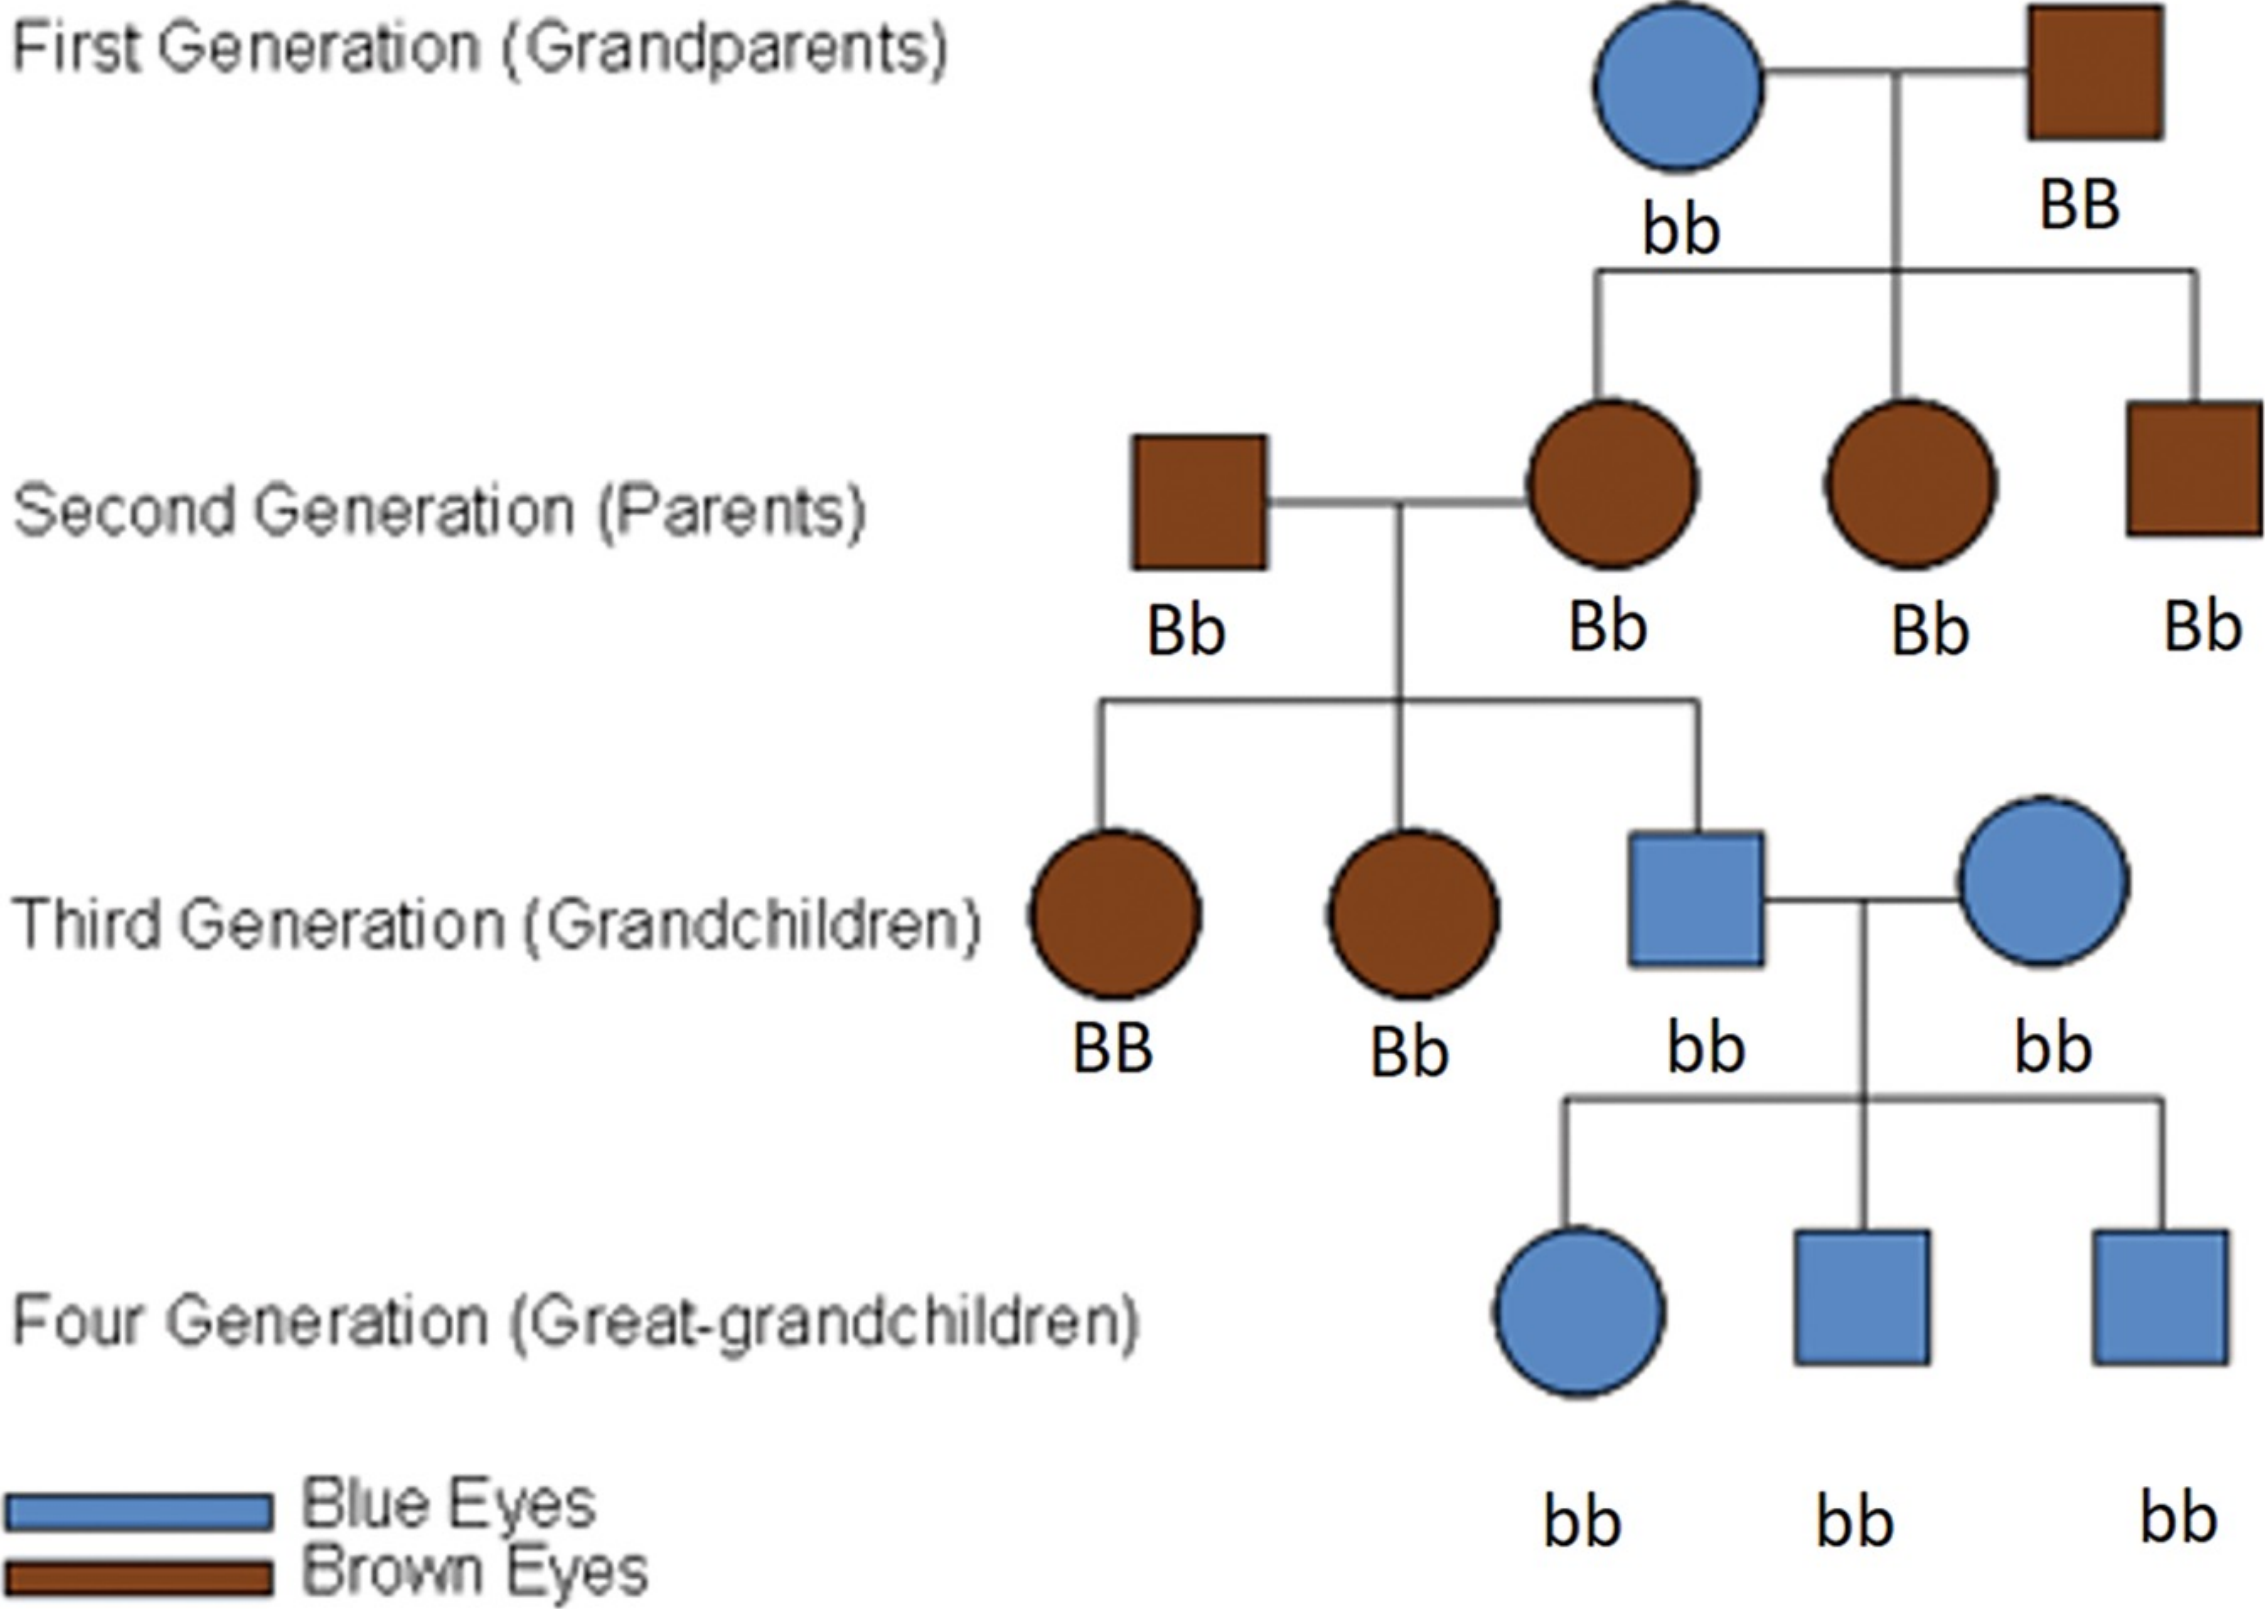 First Generation (Grandparents)
bb
BB
Second Generation (Parents)
Bb
Bb
Bb
Bb
Third Generation (Grandchildren)
BB
Bb
bb
bb
Four Generation (Great-grandchildren)
bb
bb
bb
Blue Eyes
Brown Eyes